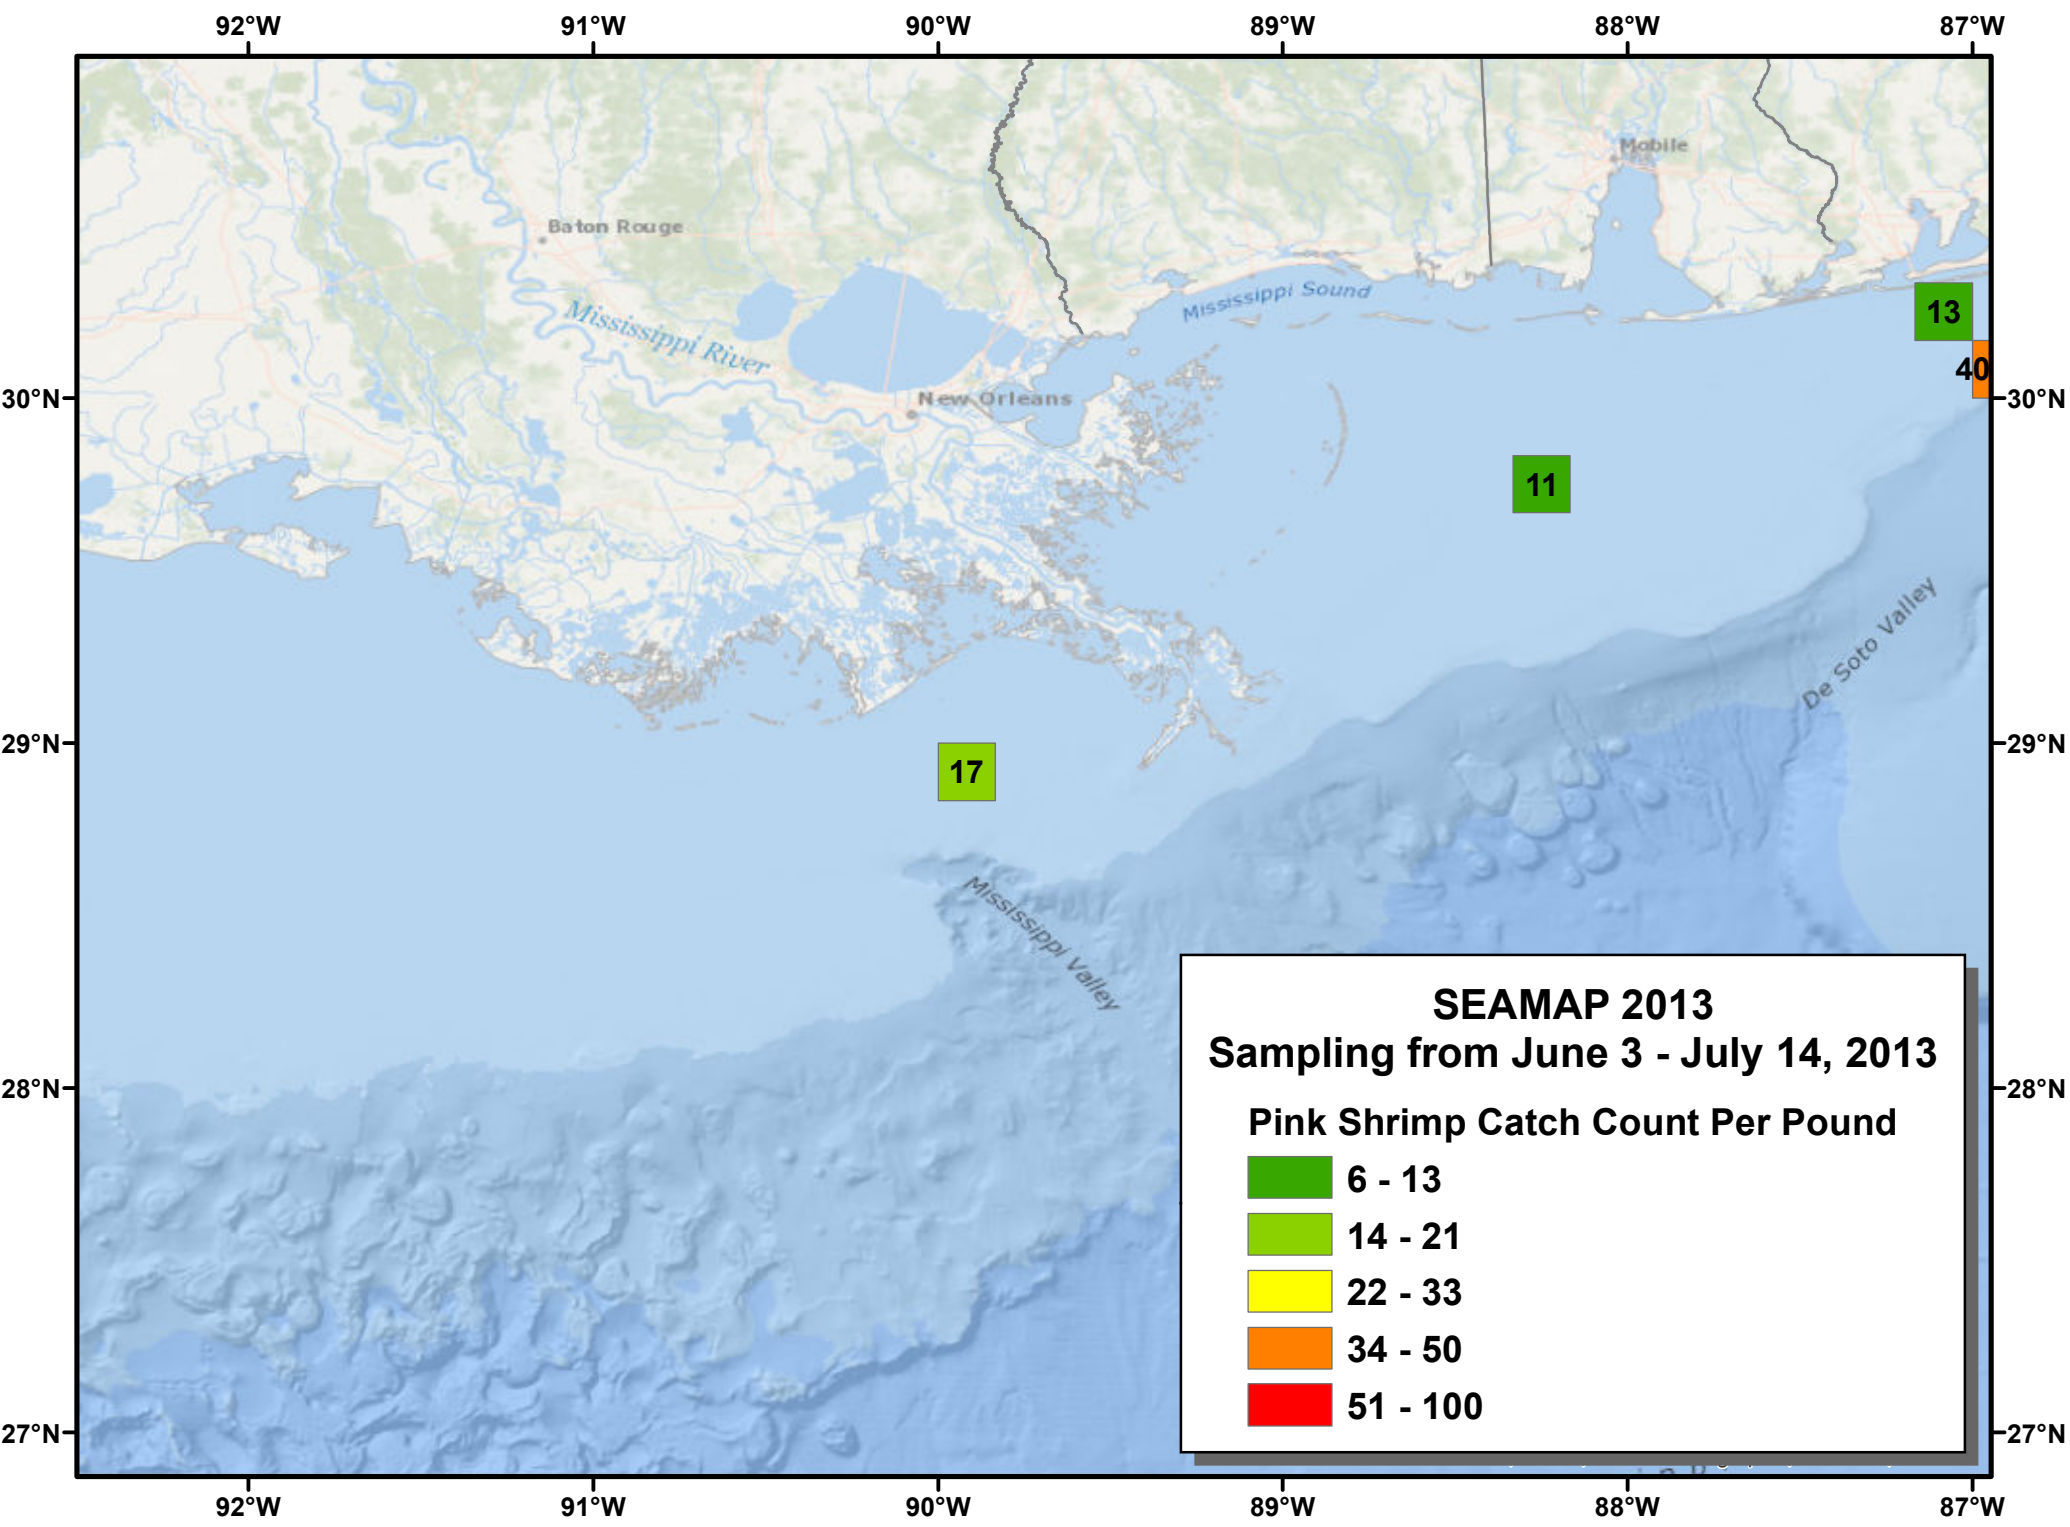 92°W 91°W 90°W 89°W 88°W 87°W
Mobile
Baton Rouge
Mississippi Sound
13
Mississippi River
40
30°N New Orleans 30°N
11
De Soto Valley
29°N 29°N
17
Mississippi Valley
SEAMAP 2013
Sampling from June 3 - July 14, 2013
28°N 28°N
Pink Shrimp Catch Count Per Pound
6 - 13
14 - 21
22 - 33
34 - 50
51 - 100
27°N 27°N
92°W 91°W 90°W 89°W 88°W 87°W